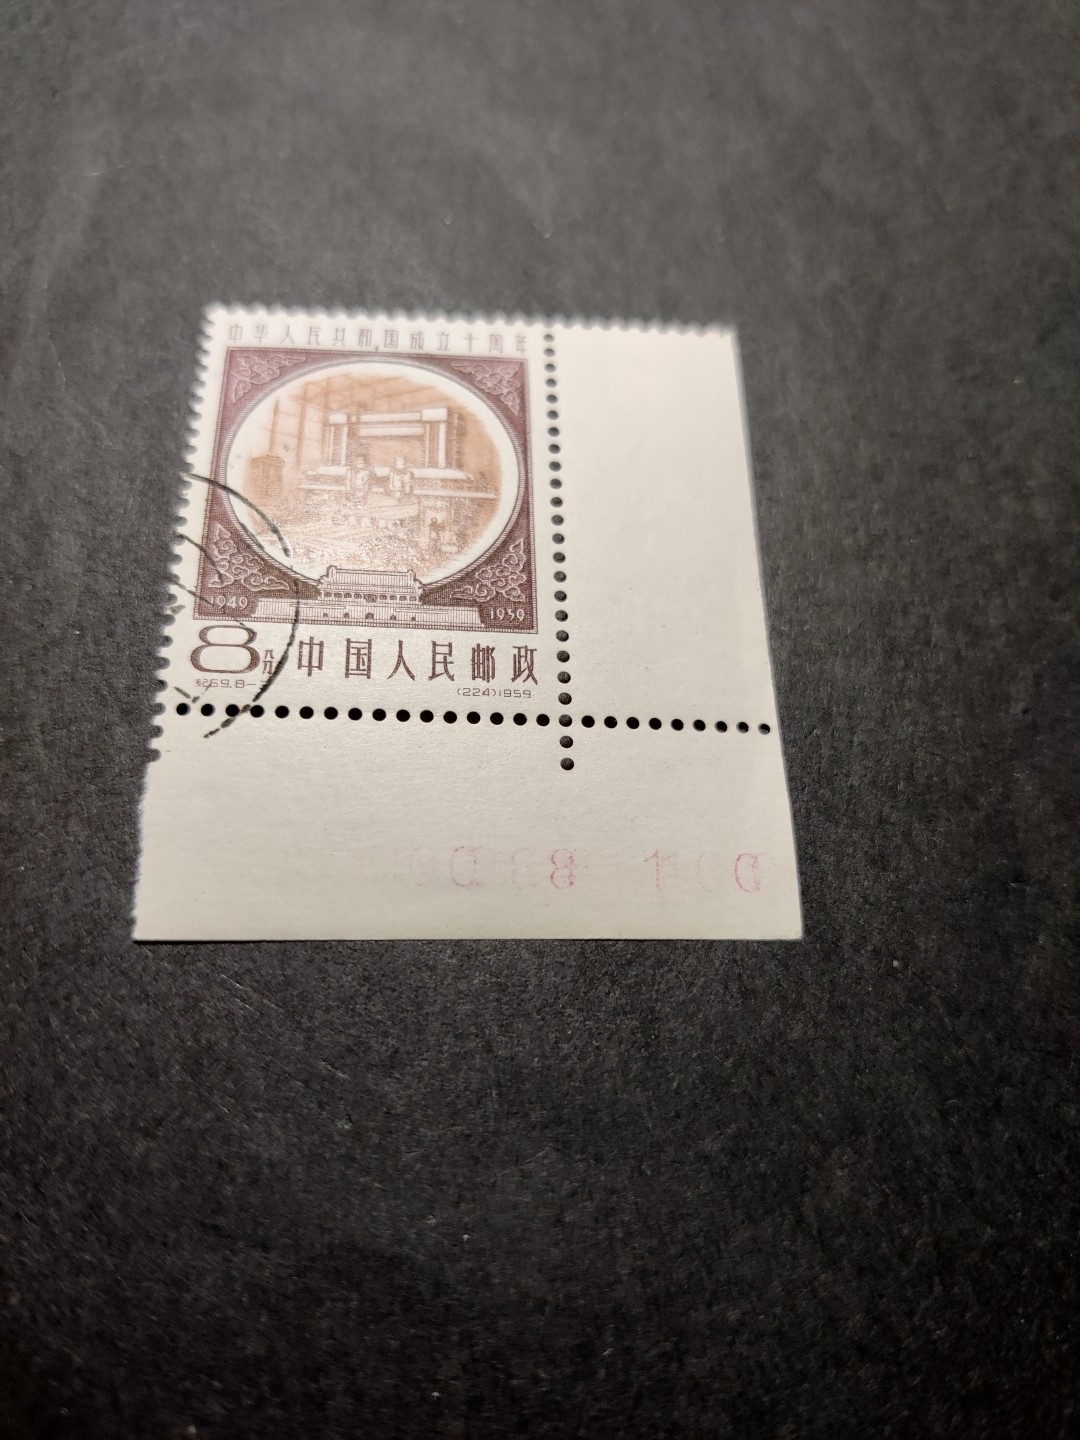 中华人民共和国成立十周年
1949 1959
8分 中国人民邮政
纪69.8- (224)1959